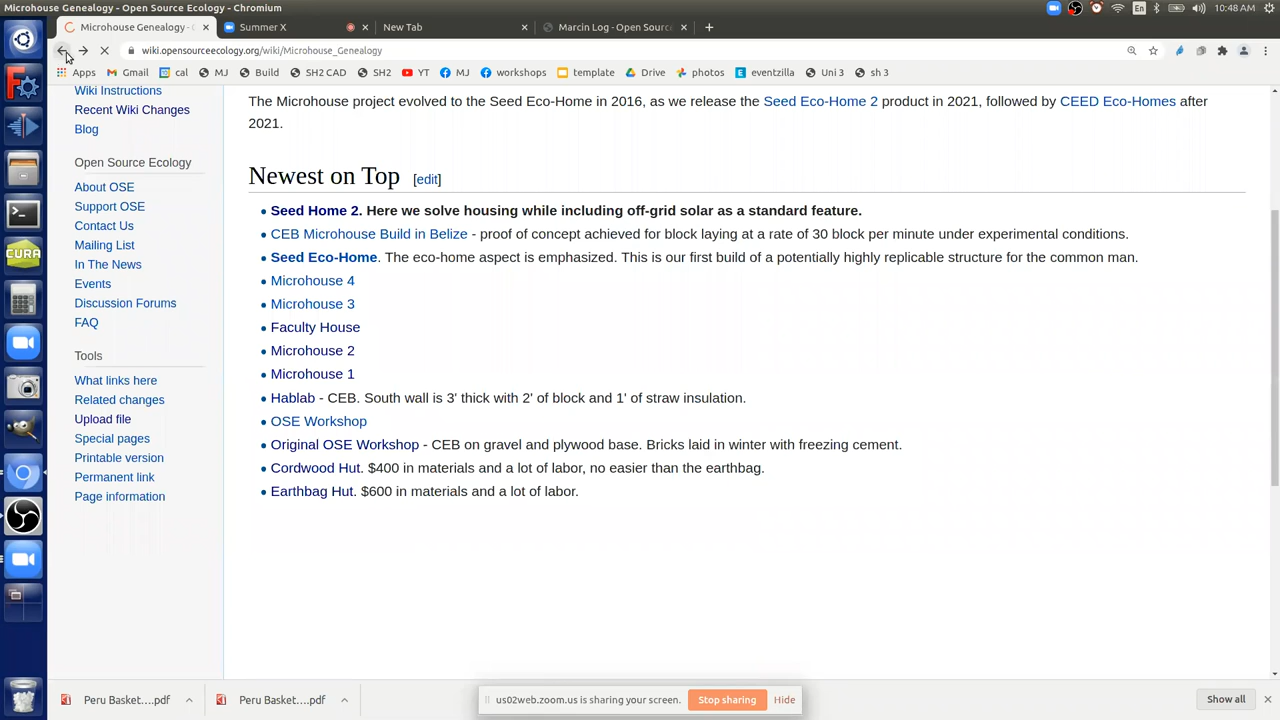 Microhouse Genealogy - Open Source Ecology - Chromium
En
10:48 AM
Microhouse Genealogy - O
Summer X
New Tab
Marcin Log - Open Source
wiki.opensourceecology.org/wiki/Microhouse_Genealogy
Apps Gmail cal MJ Build SH2 CAD SH2 YT MJ workshops template Drive photos eventzilla Uni 3 sh 3
Wiki Instructions
Recent Wiki Changes
Blog
Open Source Ecology
About OSE
Support OSE
Contact Us
Mailing List
In The News
Events
Discussion Forums
FAQ
Tools
What links here
Related changes
Upload file
Special pages
Printable version
Permanent link
Page information
The Microhouse project evolved to the Seed Eco-Home in 2016, as we release the Seed Eco-Home 2 product in 2021, followed by CEED Eco-Homes after
2021.
Newest on Top [edit]
• Seed Home 2. Here we solve housing while including off-grid solar as a standard feature.
• CEB Microhouse Build in Belize - proof of concept achieved for block laying at a rate of 30 block per minute under experimental conditions.
• Seed Eco-Home. The eco-home aspect is emphasized. This is our first build of a potentially highly replicable structure for the common man.
• Microhouse 4
• Microhouse 3
• Faculty House
• Microhouse 2
• Microhouse 1
• Hablab - CEB. South wall is 3' thick with 2' of block and 1' of straw insulation.
• OSE Workshop
• Original OSE Workshop - CEB on gravel and plywood base. Bricks laid in winter with freezing cement.
• Cordwood Hut. $400 in materials and a lot of labor, no easier than the earthbag.
• Earthbag Hut. $600 in materials and a lot of labor.
CURA
Peru Basket....pdf
Peru Basket....pdf
us02web.zoom.us is sharing your screen.
Stop sharing
Hide
Show all